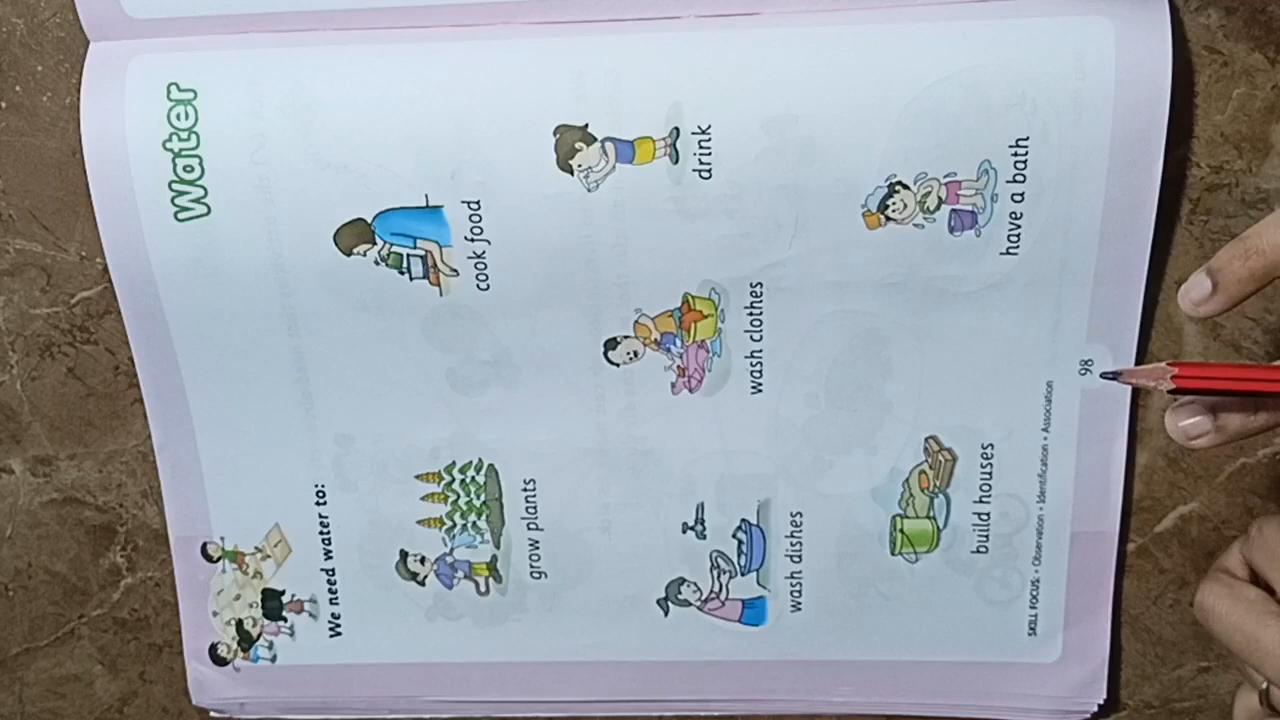 Water
We need water to:
grow plants
cook food
wash dishes
wash clothes
drink
build houses
have a bath
SKILL FOCUS: • Observation • Identification • Association
98